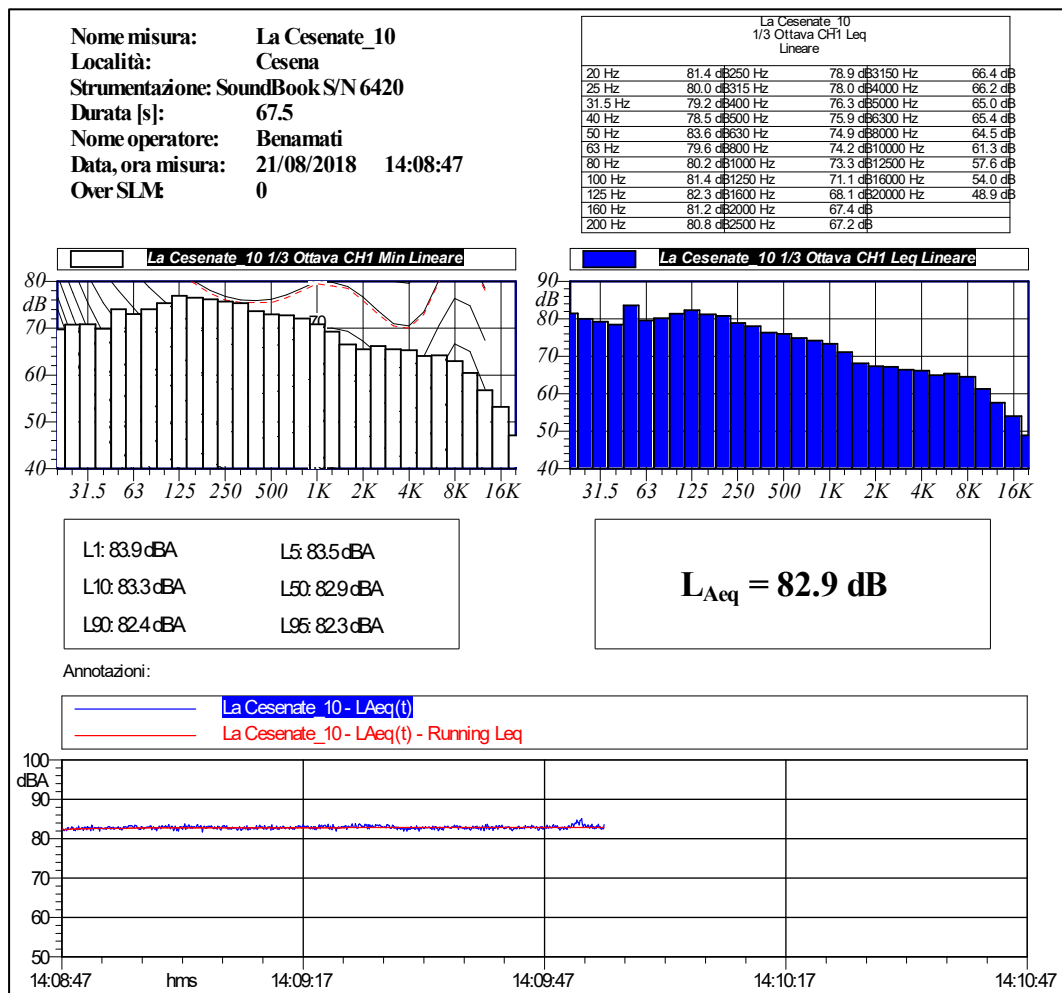 Nome misura: La Cesenate_10
Località: Cesena
Strumentazione: SoundBook S/N 6420
Durata [s]: 67.5
Nome operatore: Benamati
Data, ora misura: 21/08/2018 14:08:47
Over SLM: 0
La Cesenate_10
1/3 Ottava CH1 Leq
Lineare
20 Hz 81.4 dB 250 Hz 78.9 dB 3150 Hz 66.4 dB
25 Hz 80.0 dB 315 Hz 78.0 dB 4000 Hz 66.2 dB
31.5 Hz 79.2 dB 400 Hz 76.3 dB 5000 Hz 65.0 dB
40 Hz 78.5 dB 500 Hz 75.9 dB 6300 Hz 65.4 dB
50 Hz 83.6 dB 630 Hz 74.9 dB 8000 Hz 64.5 dB
63 Hz 79.6 dB 800 Hz 74.2 dB 10000 Hz 61.3 dB
80 Hz 80.2 dB 1000 Hz 73.3 dB 12500 Hz 57.6 dB
100 Hz 81.4 dB 1250 Hz 71.1 dB 16000 Hz 54.0 dB
125 Hz 82.3 dB 1600 Hz 68.1 dB 20000 Hz 48.9 dB
160 Hz 81.2 dB 2000 Hz 67.4 dB
200 Hz 80.8 dB 2500 Hz 67.2 dB
La Cesenate_10 1/3 Ottava CH1 Min Lineare
80
dB
70
60
50
40
70
31.5 63 125 250 500 1K 2K 4K 8K 16K
La Cesenate_10 1/3 Ottava CH1 Leq Lineare
90
dB
80
70
60
50
40
31.5 63 125 250 500 1K 2K 4K 8K 16K
L1: 83.9 dBA L5: 83.5 dBA
L10: 83.3 dBA L50: 82.9 dBA
L90: 82.4 dBA L95: 82.3 dBA
LAeq = 82.9 dB
Annotazioni:
La Cesenate_10 - LAeq(t)
La Cesenate_10 - LAeq(t) - Running Leq
100
dBA
90
80
70
60
50
14:08:47 hms 14:09:17 14:09:47 14:10:17 14:10:47